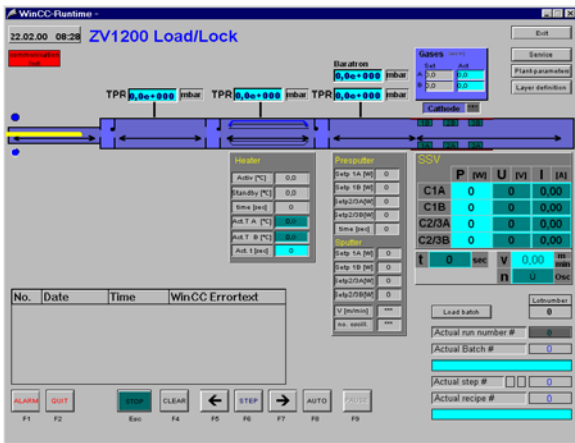 WinCC-Runtime -
22.02.00 08:28
ZV1200 Load/Lock
Exit
Service
Plantparameters
Layer definition
Baratron
0,0e+000 mbar
Gases
Set Act
A 0,0 0,0
B 0,0 0,0
TPR 0,0e+000 mbar
TPR 0,0e+000 mbar
TPR 0,0e+000 mbar
Cathode ***
1B 2B 3B
1A 2A 3A
Heater
Activ [°C] 0,0
Standby [°C] 0,0
time [sec] 0
Act.T A [°C] 0,0
Act.T B [°C] 0,0
Act. t [sec] 0
Presputter
Setp 1A [W] 0
Setp 1B [W] 0
Setp2/3A[W] 0
Setp2/3B[W] 0
time [sec] 0
Sputter
Setp 1A [W] 0
Setp 1B [W] 0
Setp2/3A[W] 0
Setp2/3B[W] 0
V [m/min] ***
no. oscill. ***
SSV
P [W] U [V] I [A]
C1A 0 0 0,00
C1B 0 0 0,00
C2/3A 0 0 0,00
C2/3B 0 0 0,00
t 0 sec v 0,00 m min
n 0 Osc
No. Date Time WinCC Errortext
Load batch
Lotnumber
0
Actual run number # 0
Actual Batch # 0
Actual step # 0
Actual recipe # 0
ALARM QUIT STOP CLEAR STEP AUTO PAUSE
F1 F2 Esc F4 F5 F6 F7 F8 F9